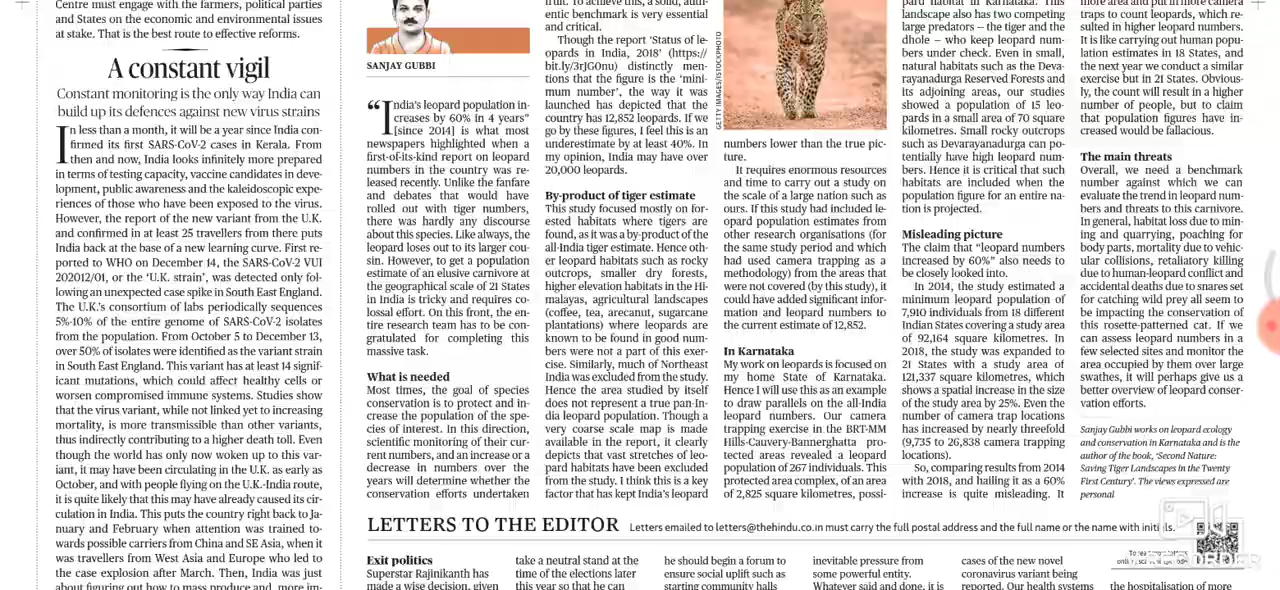 Centre must engage with the farmers, political parties
and States on the economic and environmental issues
at stake. That is the best route to effective reforms.
A constant vigil
Constant monitoring is the only way India can
build up its defences against new virus strains
In less than a month, it will be a year since India con-
firmed its first SARS-CoV-2 cases in Kerala. From
then and now, India looks infinitely more prepared
in terms of testing capacity, vaccine candidates in deve-
lopment, public awareness and the kaleidoscopic expe-
riences of those who have been exposed to the virus.
However, the report of the new variant from the U.K.
and confirmed in at least 25 travellers from there puts
India back at the base of a new learning curve. First re-
ported to WHO on December 14, the SARS-CoV-2 VUI
202012/01, or the ‘U.K. strain’, was detected only fol-
lowing an unexpected case spike in South East England.
The U.K.’s consortium of labs periodically sequences
5%-10% of the entire genome of SARS-CoV-2 isolates
from the population. From October 5 to December 13,
over 50% of isolates were identified as the variant strain
in South East England. This variant has at least 14 signif-
icant mutations, which could affect healthy cells or
worsen compromised immune systems. Studies show
that the virus variant, while not linked yet to increasing
mortality, is more transmissible than other variants,
thus indirectly contributing to a higher death toll. Even
though the world has only now woken up to this var-
iant, it may have been circulating in the U.K. as early as
October, and with people flying on the U.K.-India route,
it is quite likely that this may have already caused its cir-
culation in India. This puts the country right back to Ja-
nuary and February when attention was trained to-
wards possible carriers from China and SE Asia, when it
was travellers from West Asia and Europe who led to
the case explosion after March. Then, India was just
about figuring out how to mass produce and, more im-
SANJAY GUBBI
“India’s leopard population in-
creases by 60% in 4 years”
[since 2014] is what most
newspapers highlighted when a
first-of-its-kind report on leopard
numbers in the country was re-
leased recently. Unlike the fanfare
and debates that would have
rolled out with tiger numbers,
there was hardly any discourse
about this species. Like always, the
leopard loses out to its larger cou-
sin. However, to get a population
estimate of an elusive carnivore at
the geographical scale of 21 States
in India is tricky and requires co-
lossal effort. On this front, the en-
tire research team has to be con-
gratulated for completing this
massive task.
What is needed
Most times, the goal of species
conservation is to protect and in-
crease the population of the spe-
cies of interest. In this direction,
scientific monitoring of their cur-
rent numbers, and an increase or a
decrease in numbers over the
years will determine whether the
conservation efforts undertaken
fruit. To achieve this, a solid, auth-
entic benchmark is very essential
and critical.
Though the report ‘Status of le-
opards in India, 2018’ (https://
bit.ly/3rJGOnu) distinctly men-
tions that the figure is the ‘mini-
mum number’, the way it was
launched has depicted that the
country has 12,852 leopards. If we
go by these figures, I feel this is an
underestimate by at least 40%. In
my opinion, India may have over
20,000 leopards.
By-product of tiger estimate
This study focused mostly on for-
ested habitats where tigers are
found, as it was a by-product of the
all-India tiger estimate. Hence oth-
er leopard habitats such as rocky
outcrops, smaller dry forests,
higher elevation habitats in the Hi-
malayas, agricultural landscapes
(coffee, tea, arecanut, sugarcane
plantations) where leopards are
known to be found in good num-
bers were not a part of this exer-
cise. Similarly, much of Northeast
India was excluded from the study.
Hence the area studied by itself
does not represent a true pan-In-
dia leopard population. Though a
very coarse scale map is made
available in the report, it clearly
depicts that vast stretches of leo-
pard habitats have been excluded
from the study. I think this is a key
factor that has kept India’s leopard
GETTY IMAGES/ISTOCKPHOTO
numbers lower than the true pic-
ture.
It requires enormous resources
and time to carry out a study on
the scale of a large nation such as
ours. If this study had included le-
opard population estimates from
other research organisations (for
the same study period and which
had used camera trapping as a
methodology) from the areas that
were not covered (by this study), it
could have added significant infor-
mation and leopard numbers to
the current estimate of 12,852.
In Karnataka
My work on leopards is focused on
my home State of Karnataka.
Hence I will use this as an example
to draw parallels on the all-India
leopard numbers. Our camera
trapping exercise in the BRT-MM
Hills-Cauvery-Bannerghatta pro-
tected areas revealed a leopard
population of 267 individuals. This
protected area complex, of an area
of 2,825 square kilometres, possi-
pard habitat in Karnataka. This
landscape also has two competing
large predators – the tiger and the
dhole – who keep leopard num-
bers under check. Even in small,
natural habitats such as the Deva-
rayanadurga Reserved Forests and
its adjoining areas, our studies
showed a population of 15 leo-
pards in a small area of 70 square
kilometres. Small rocky outcrops
such as Devarayanadurga can po-
tentially have high leopard num-
bers. Hence it is critical that such
habitats are included when the
population figure for an entire na-
tion is projected.
Misleading picture
The claim that “leopard numbers
increased by 60%” also needs to
be closely looked into.
In 2014, the study estimated a
minimum leopard population of
7,910 individuals from 18 different
Indian States covering a study area
of 92,164 square kilometres. In
2018, the study was expanded to
21 States with a study area of
121,337 square kilometres, which
shows a spatial increase in the size
of the study area by 25%. Even the
number of camera trap locations
has increased by nearly threefold
(9,735 to 26,838 camera trapping
locations).
So, comparing results from 2014
with 2018, and hailing it as a 60%
increase is quite misleading. It
more area and put in more camera
traps to count leopards, which re-
sulted in higher leopard numbers.
It is like carrying out human pop-
ulation estimates in 18 States, and
the next year we conduct a similar
exercise but in 21 States. Obvious-
ly, the count will result in a higher
number of people, but to claim
that population figures have in-
creased would be fallacious.
The main threats
Overall, we need a benchmark
number against which we can
evaluate the trend in leopard num-
bers and threats to this carnivore.
In general, habitat loss due to min-
ing and quarrying, poaching for
body parts, mortality due to vehic-
ular collisions, retaliatory killing
due to human-leopard conflict and
accidental deaths due to snares set
for catching wild prey all seem to
be impacting the conservation of
this rosette-patterned cat. If we
can assess leopard numbers in a
few selected sites and monitor the
area occupied by them over large
swathes, it will perhaps give us a
better overview of leopard conser-
vation efforts.
Sanjay Gubbi works on leopard ecology
and conservation in Karnataka and is the
author of the book, ‘Second Nature:
Saving Tiger Landscapes in the Twenty
First Century’. The views expressed are
personal
LETTERS TO THE EDITOR Letters emailed to letters@thehindu.co.in must carry the full postal address and the full name or the name with initials.
Exit politics
Superstar Rajinikanth has
made a wise decision, given
take a neutral stand at the
time of the elections later
this year so that he can
he should begin a forum to
ensure social uplift such as
starting community halls
inevitable pressure from
some powerful entity.
Whatever said and done, it is
cases of the new novel
coronavirus variant being
reported. Our health systems
the hospitalisation of more